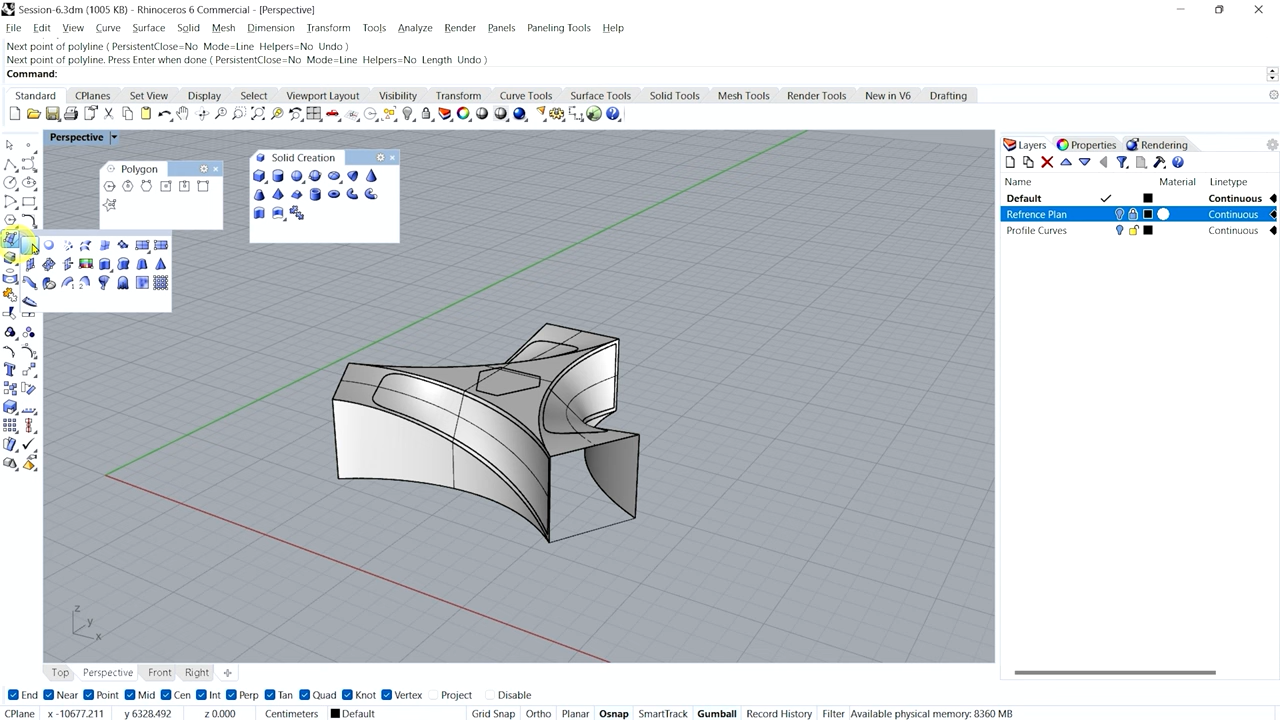 Session-6.3dm (1005 KB) - Rhinoceros 6 Commercial - [Perspective]
File Edit View Curve Surface Solid Mesh Dimension Transform Tools Analyze Render Panels Paneling Tools Help
Next point of polyline ( PersistentClose=No Mode=Line Helpers=No Undo )
Next point of polyline. Press Enter when done ( PersistentClose=No Mode=Line Helpers=No Length Undo )
Command:
Standard CPlanes Set View Display Select Viewport Layout Visibility Transform Curve Tools Surface Tools Solid Tools Mesh Tools Render Tools New in V6 Drafting
Perspective
Polygon
Solid Creation
Layers Properties Rendering
Name Material Linetype
Default Continuous
Refrence Plan Continuous
Profile Curves Continuous
z
y
x
Top Perspective Front Right
End Near Point Mid Cen Int Perp Tan Quad Knot Vertex Project Disable
CPlane x -10677.211 y 6328.492 z 0.000 Centimeters Default Grid Snap Ortho Planar Osnap SmartTrack Gumball Record History Filter Available physical memory: 8360 MB